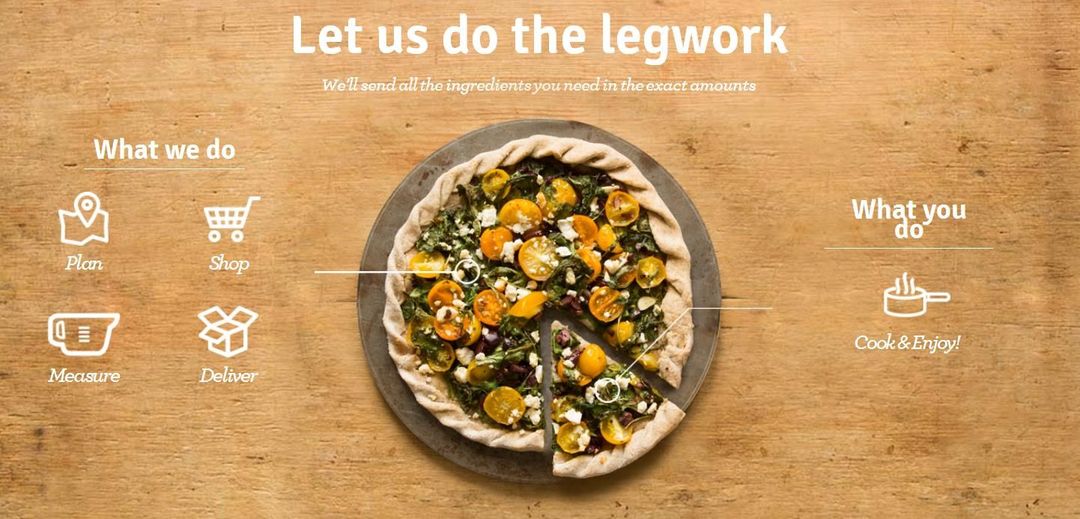 Let us do the legwork
We'll send all the ingredients you need in the exact amounts
What we do
Plan
Shop
Measure
Deliver
What you
do
Cook & Enjoy!